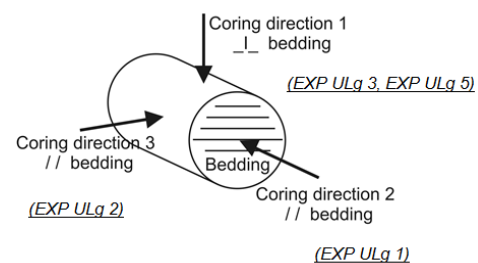 Coring direction 1
_|_ bedding
(EXP ULg 3, EXP ULg 5)
Coring direction 3
// bedding
Bedding
(EXP ULg 2)
Coring direction 2
// bedding
(EXP ULg 1)